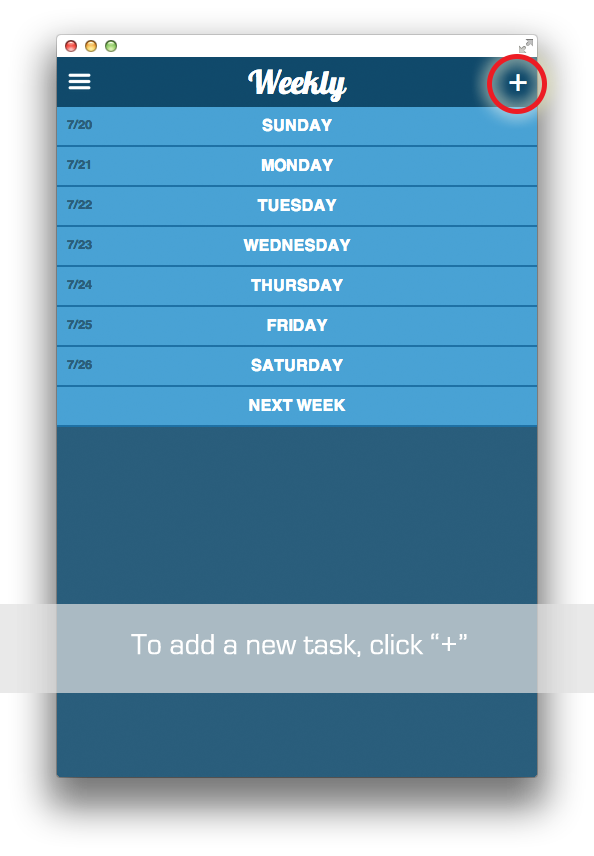 Weekly
+
7/20 SUNDAY
7/21 MONDAY
7/22 TUESDAY
7/23 WEDNESDAY
7/24 THURSDAY
7/25 FRIDAY
7/26 SATURDAY
NEXT WEEK
To add a new task, click “+”